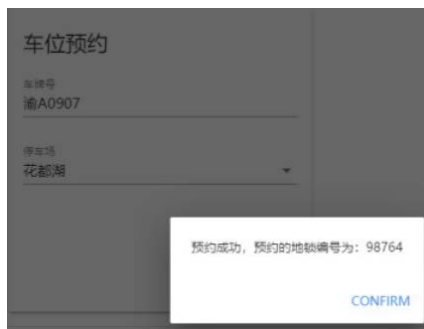 车位预约
车牌号
渝A0907
停车场
花都湖
预约成功，预约的地锁编号为：98764
CONFIRM